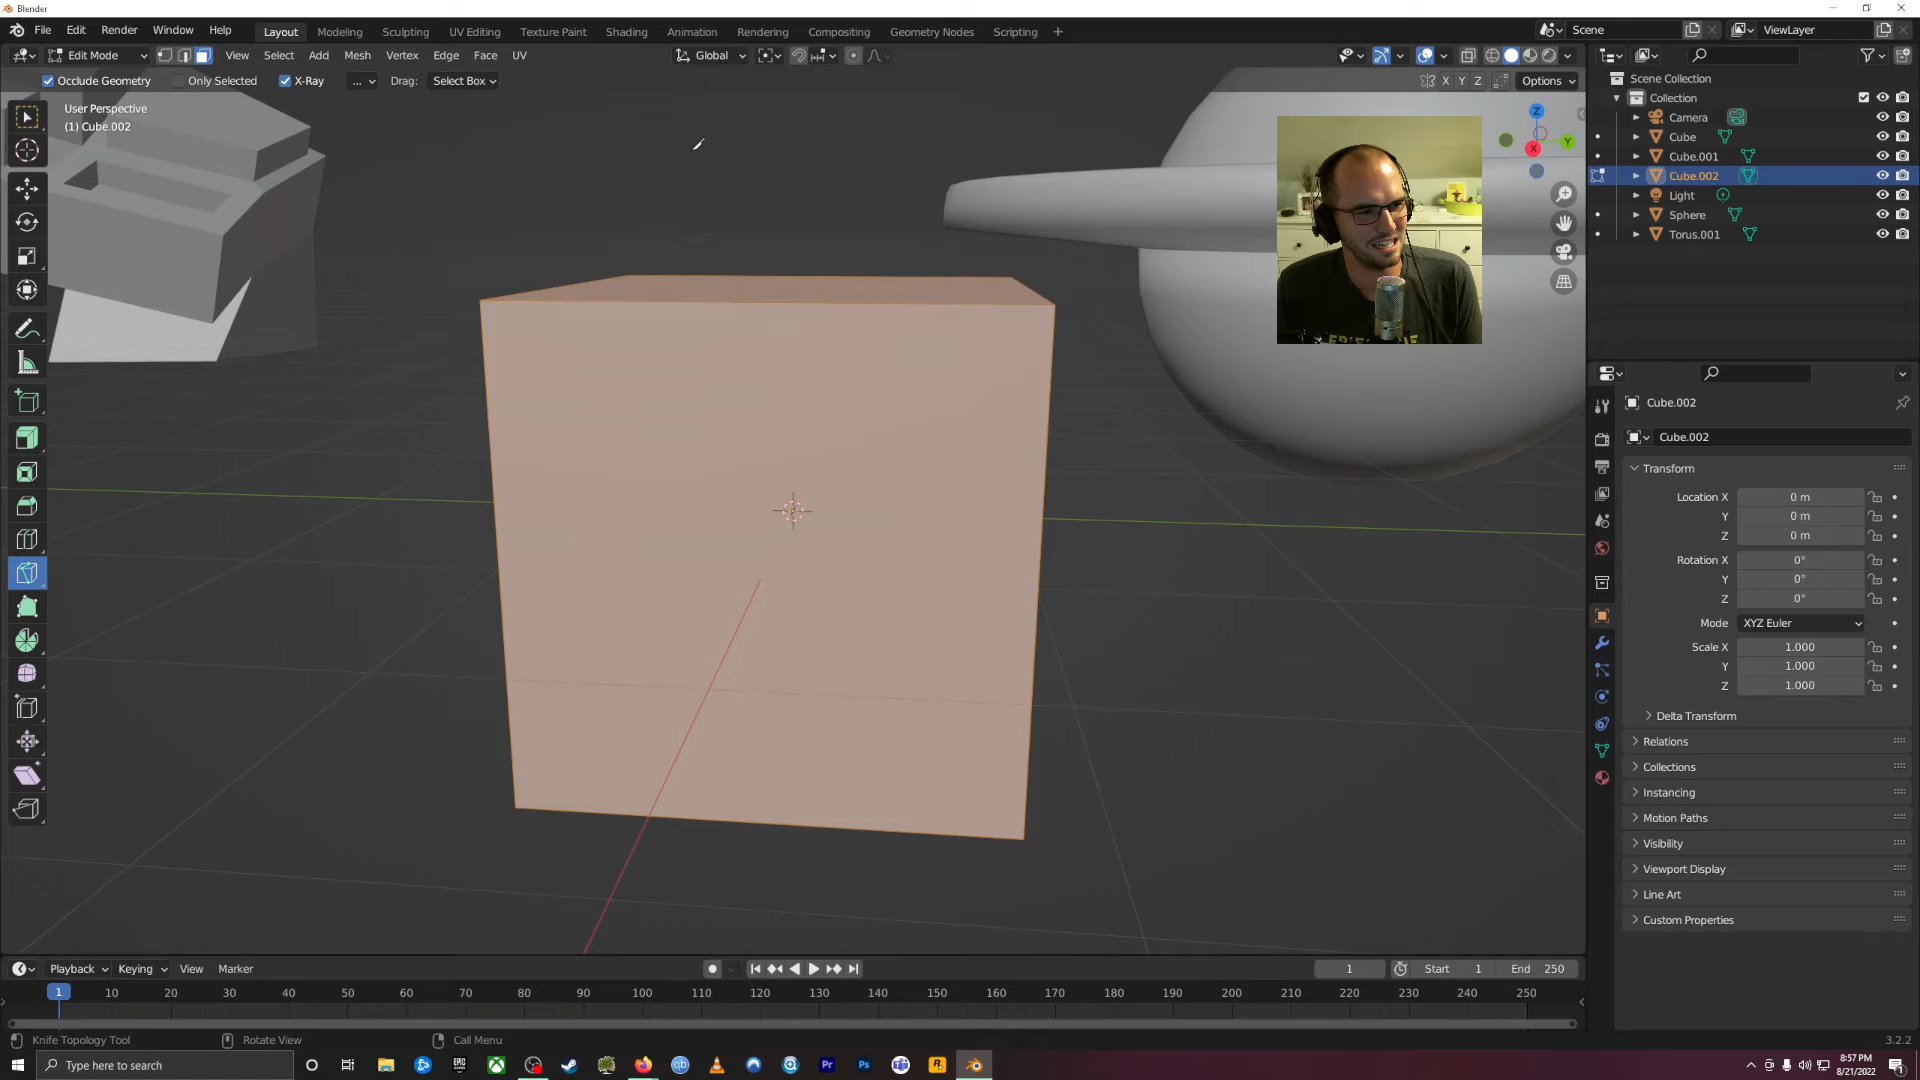 Blender
File Edit Render Window Help Layout Modeling Sculpting UV Editing Texture Paint Shading Animation Rendering Compositing Geometry Nodes Scripting + Scene ViewLayer
Edit Mode View Select Add Mesh Vertex Edge Face UV Global
Occlude Geometry Only Selected X-Ray ... Drag: Select Box X Y Z Options
User Perspective
(1) Cube.002
Z
Y
X
Scene Collection
Collection
Camera
Cube
Cube.001
Cube.002
Light
Sphere
Torus.001
Cube.002
Cube.002
Transform
Location X 0 m
Y 0 m
Z 0 m
Rotation X 0°
Y 0°
Z 0°
Mode XYZ Euler
Scale X 1.000
Y 1.000
Z 1.000
Delta Transform
Relations
Collections
Instancing
Motion Paths
Visibility
Viewport Display
Line Art
Custom Properties
Playback Keying View Marker 1 Start 1 End 250
1 10 20 30 40 50 60 70 80 90 100 110 120 130 140 150 160 170 180 190 200 210 220 230 240 250
Knife Topology Tool Rotate View Call Menu 3.2.2
Type here to search EPIC GAMES qb Pr Ps R 8:57 PM
8/21/2022